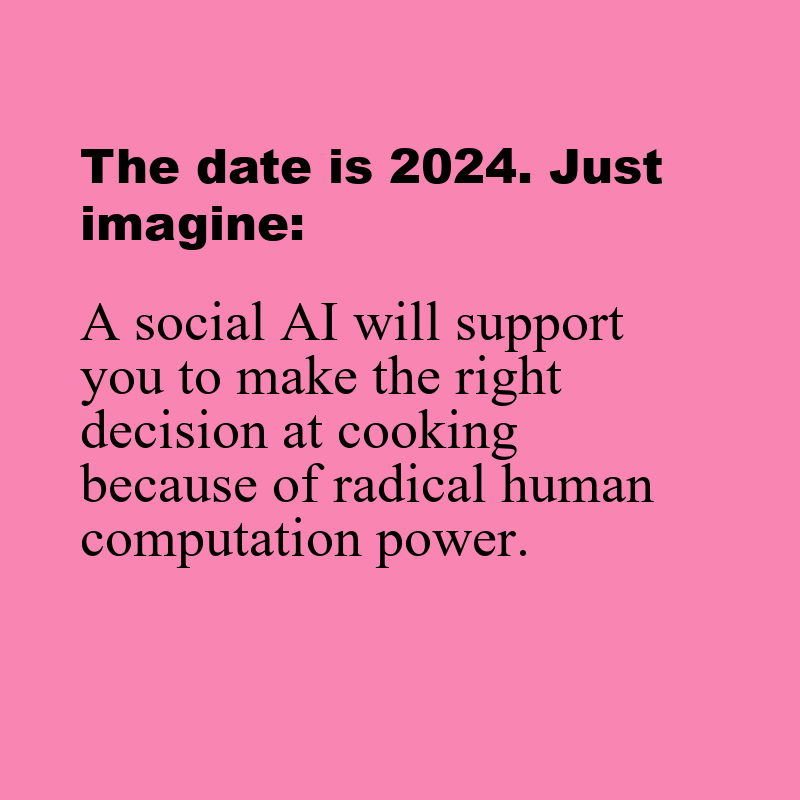 The date is 2024. Just
imagine:
A social AI will support
you to make the right
decision at cooking
because of radical human
computation power.